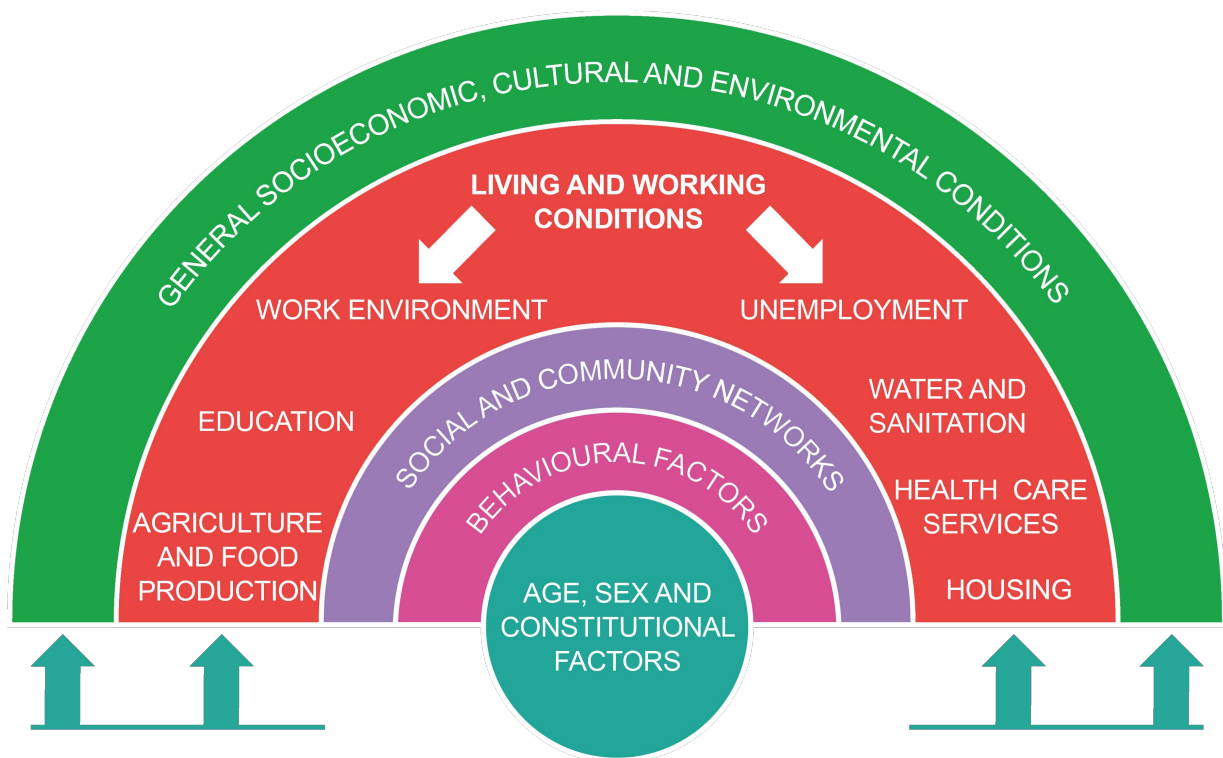 GENERAL SOCIOECONOMIC, CULTURAL AND ENVIRONMENTAL CONDITIONS
LIVING AND WORKING
CONDITIONS
WORK ENVIRONMENT
UNEMPLOYMENT
EDUCATION
WATER AND
SANITATION
AGRICULTURE
AND FOOD
PRODUCTION
HEALTH CARE
SERVICES
HOUSING
SOCIAL AND COMMUNITY NETWORKS
BEHAVIOURAL FACTORS
AGE, SEX AND
CONSTITUTIONAL
FACTORS